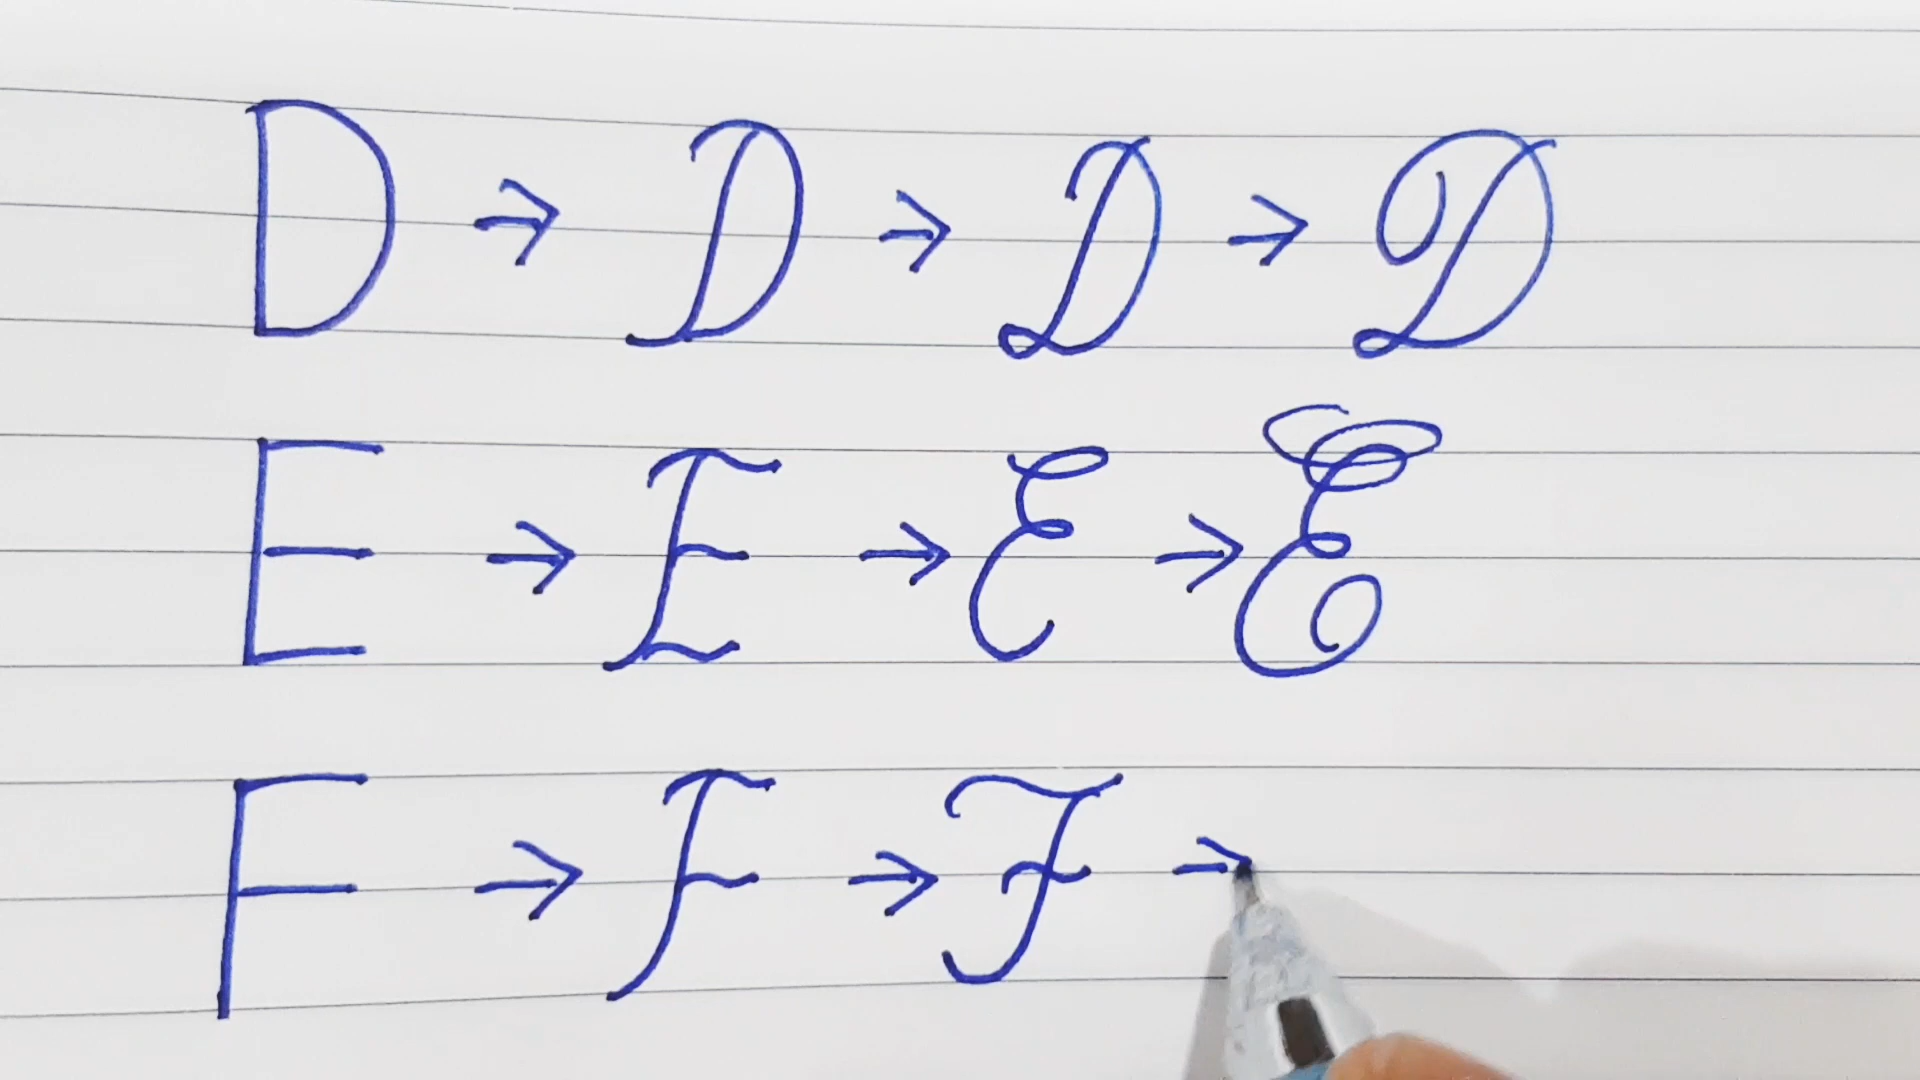 D → D → D → D
E → E → E → E
F → F → F →